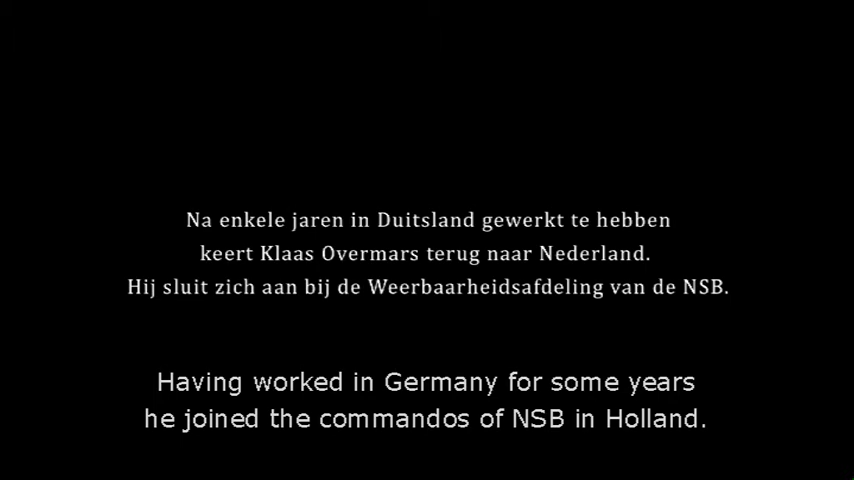 Na enkele jaren in Duitsland gewerkt te hebben
keert Klaas Overmars terug naar Nederland.
Hij sluit zich aan bij de Weerbaarheidsafdeling van de NSB.
Having worked in Germany for some years
he joined the commandos of NSB in Holland.